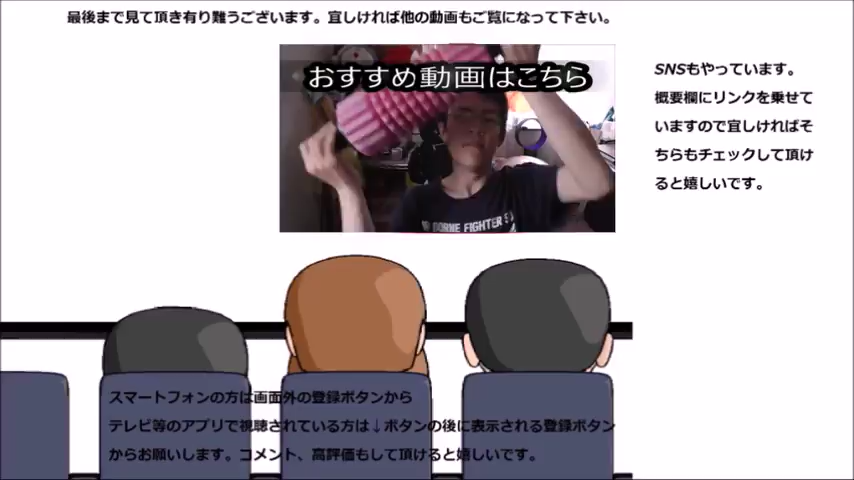 最後まで見て頂き有り難うございます。宜しければ他の動画もご覧になって下さい。
おすすめ動画はこちら
SNSもやっています。
概要欄にリンクを乗せて
いますので宜しければそ
ちらもチェックして頂け
ると嬉しいです。
ORNE FIGHTER S
スマートフォンの方は画面外の登録ボタンから
テレビ等のアプリで視聴されている方は↓ボタンの後に表示される登録ボタン
からお願いします。コメント、高評価もして頂けると嬉しいです。